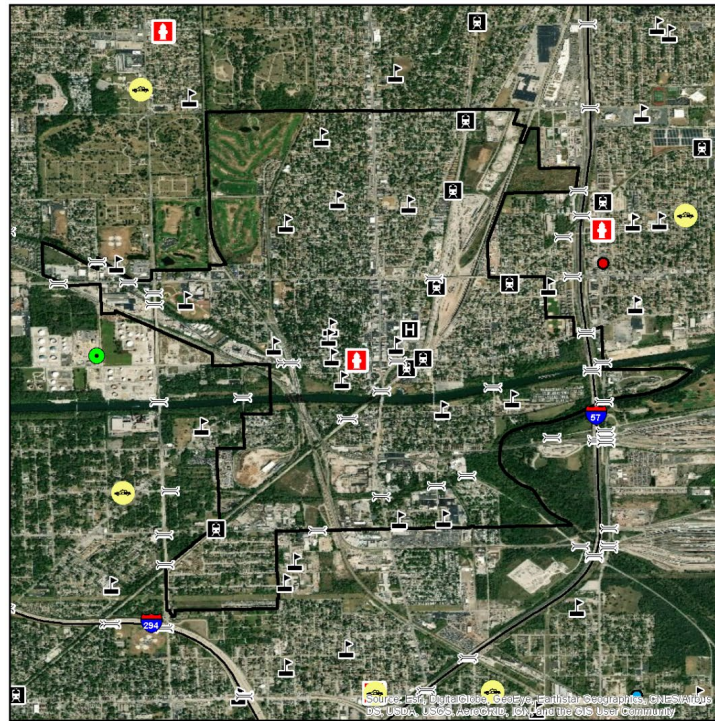 H
57
294
Source: Esri, DigitalGlobe, GeoEye, Earthstar Geographics, CNES/Airbus
DS, USDA, USGS, AeroGRID, IGN, and the GIS User Community